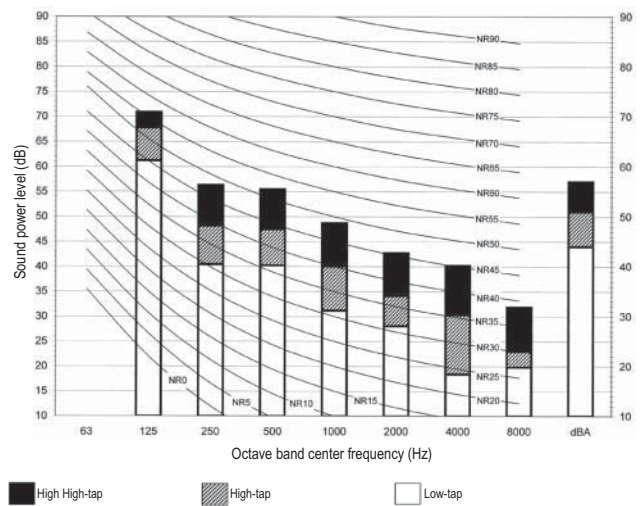 90
85
80
75
70
65
60
55
50
45
40
35
30
25
20
15
10
90
80
70
60
50
40
30
20
10
Sound power level (dB)
NR90
NR85
NR80
NR75
NR70
NR65
NR60
NR55
NR50
NR45
NR40
NR35
NR30
NR25
NR20
NR0 NR5 NR10 NR15
63 125 250 500 1000 2000 4000 8000 dBA
Octave band center frequency (Hz)
High High-tap High-tap Low-tap